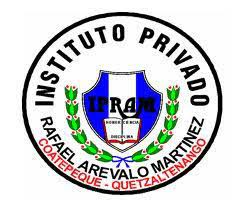 INSTITUTO PRIVADO
IPRAM
HONOR CIENCIA
DISCIPLINA
RAFAEL AREVALO MARTINEZ
COATEPEQUE - QUETZALTENANGO